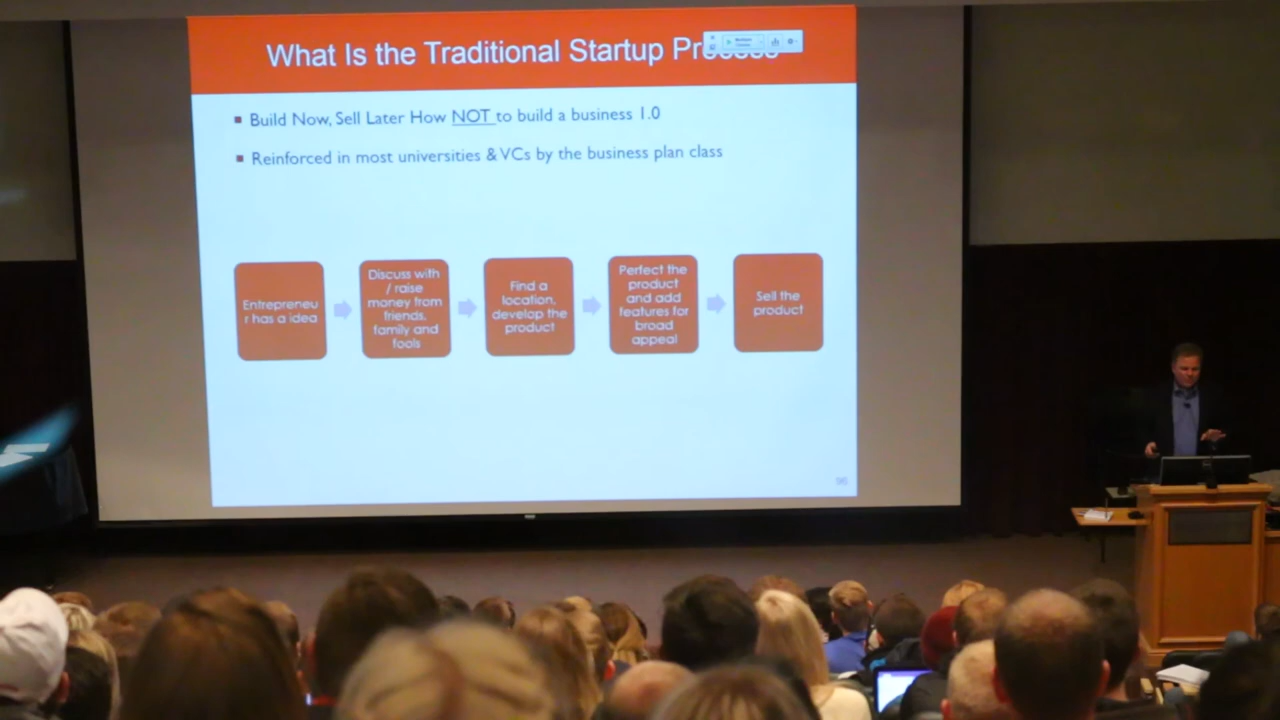 What Is the Traditional Startup Process
Build Now, Sell Later How NOT to build a business 1.0
Reinforced in most universities & VCs by the business plan class
Entrepreneu
r has a idea
Discuss with
/ raise
money from
friends,
family and
fools
Find a
location,
develop the
product
Perfect the
product
and add
features for
broad
appeal
Sell the
product
96